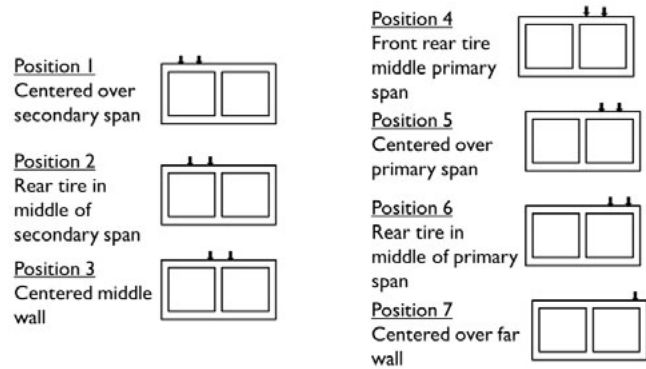 Position 1
Centered over
secondary span
Position 2
Rear tire in
middle of
secondary span
Position 3
Centered middle
wall
Position 4
Front rear tire
middle primary
span
Position 5
Centered over
primary span
Position 6
Rear tire in
middle of primary
span
Position 7
Centered over far
wall